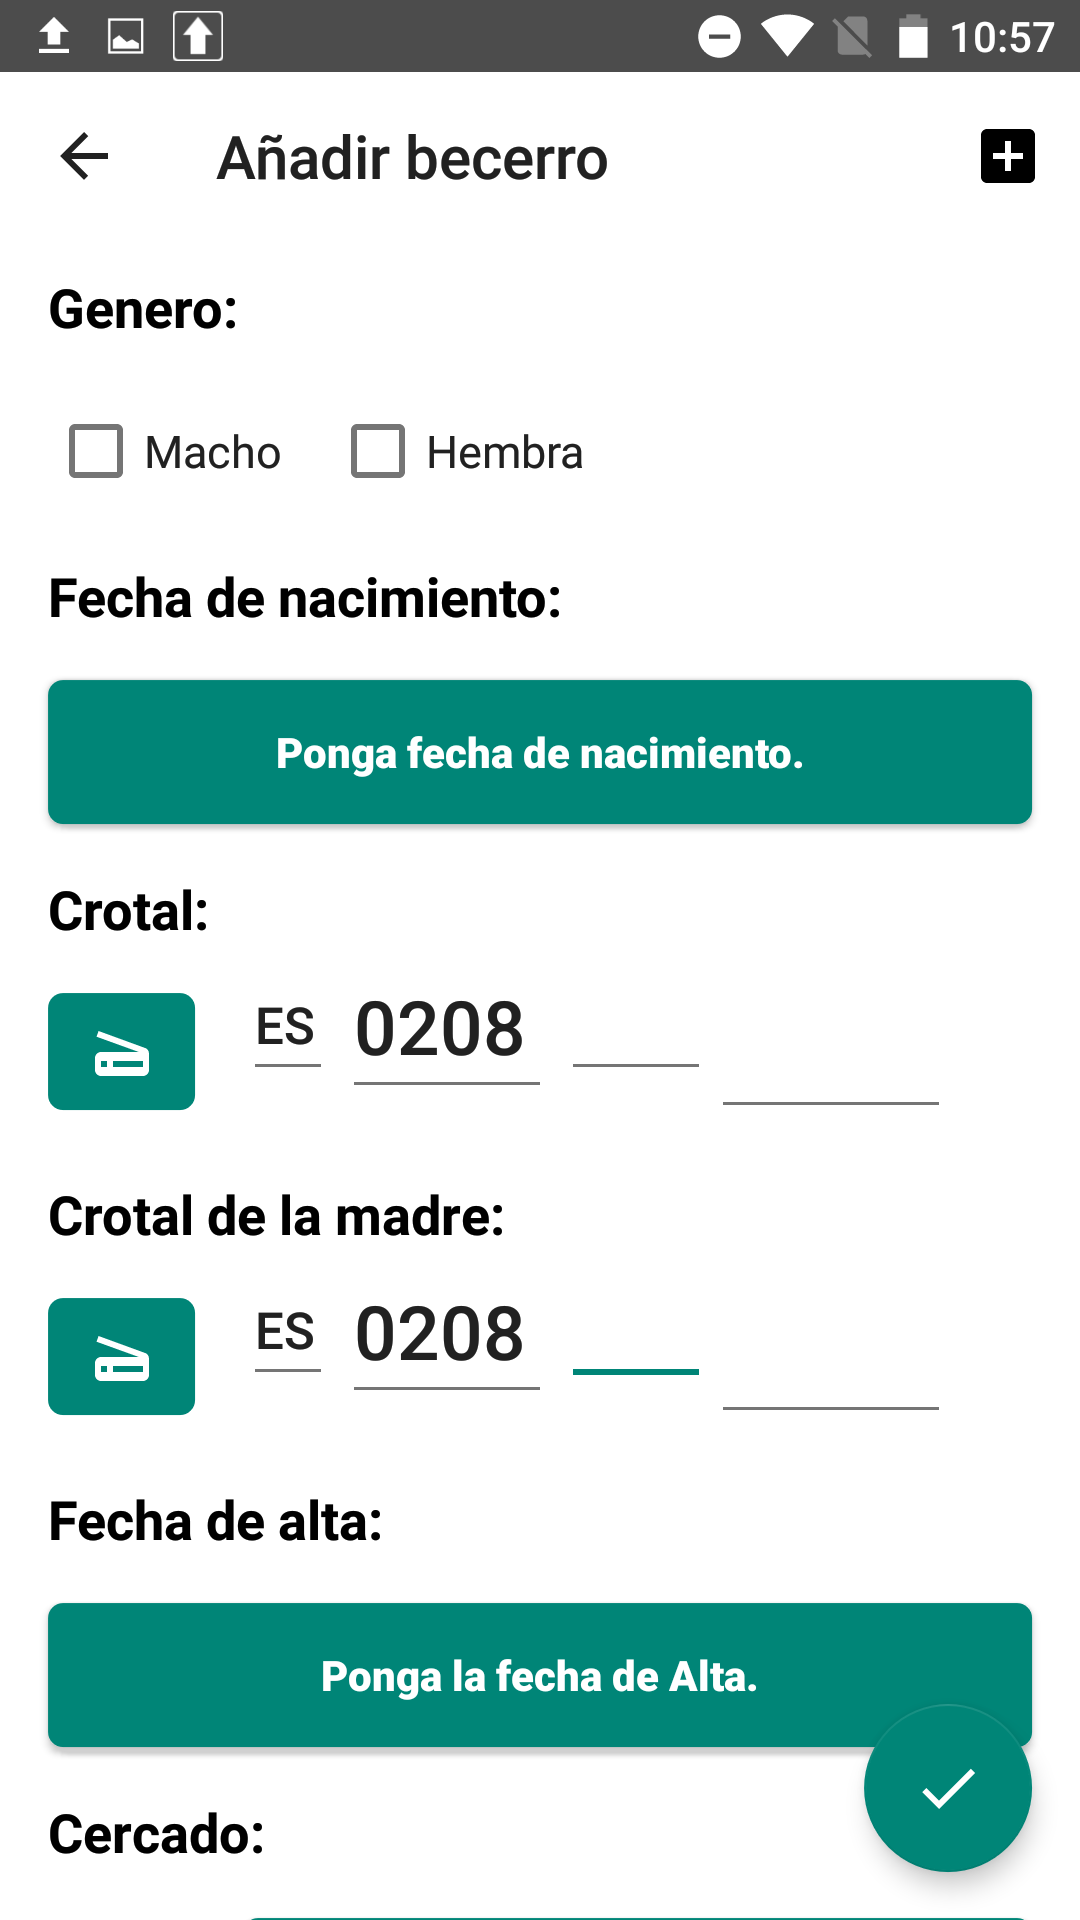 10:57
Añadir becerro
Genero:
Macho Hembra
Fecha de nacimiento:
Ponga fecha de nacimiento.
Crotal:
ES 0208
Crotal de la madre:
ES 0208
Fecha de alta:
Ponga la fecha de Alta.
Cercado: